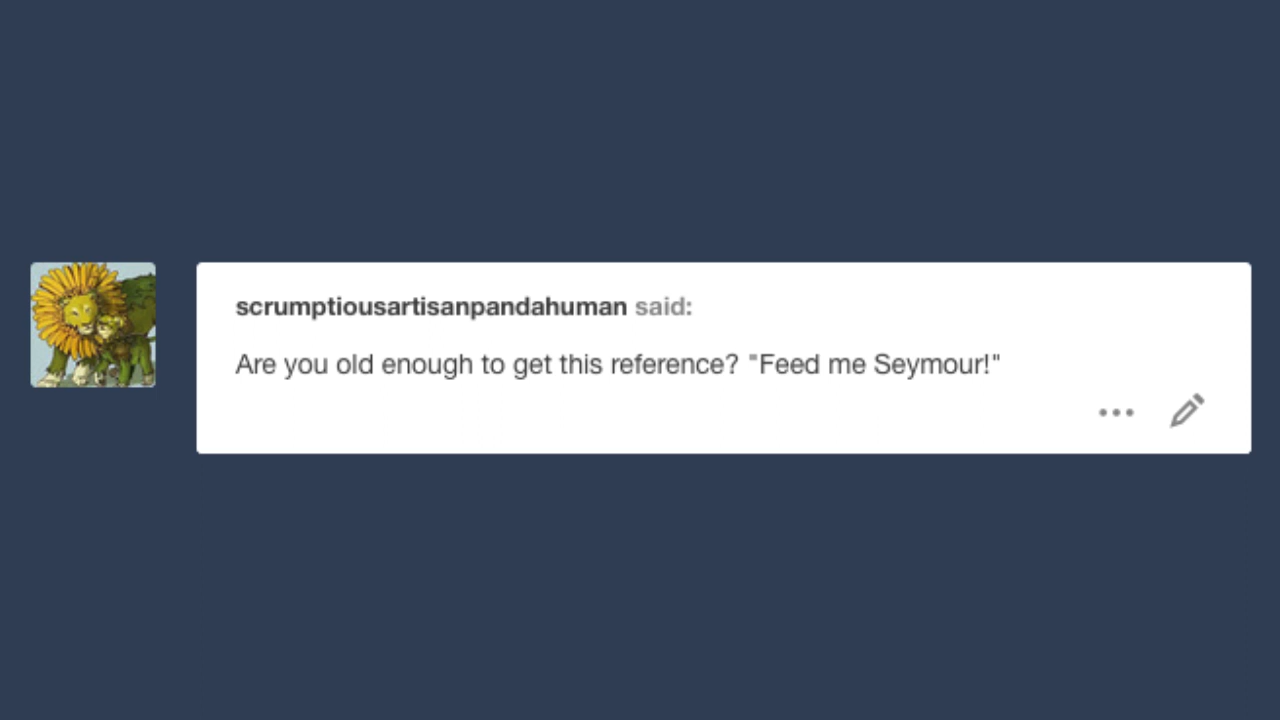 scrumptiousartisanpandahuman said:
Are you old enough to get this reference? "Feed me Seymour!"